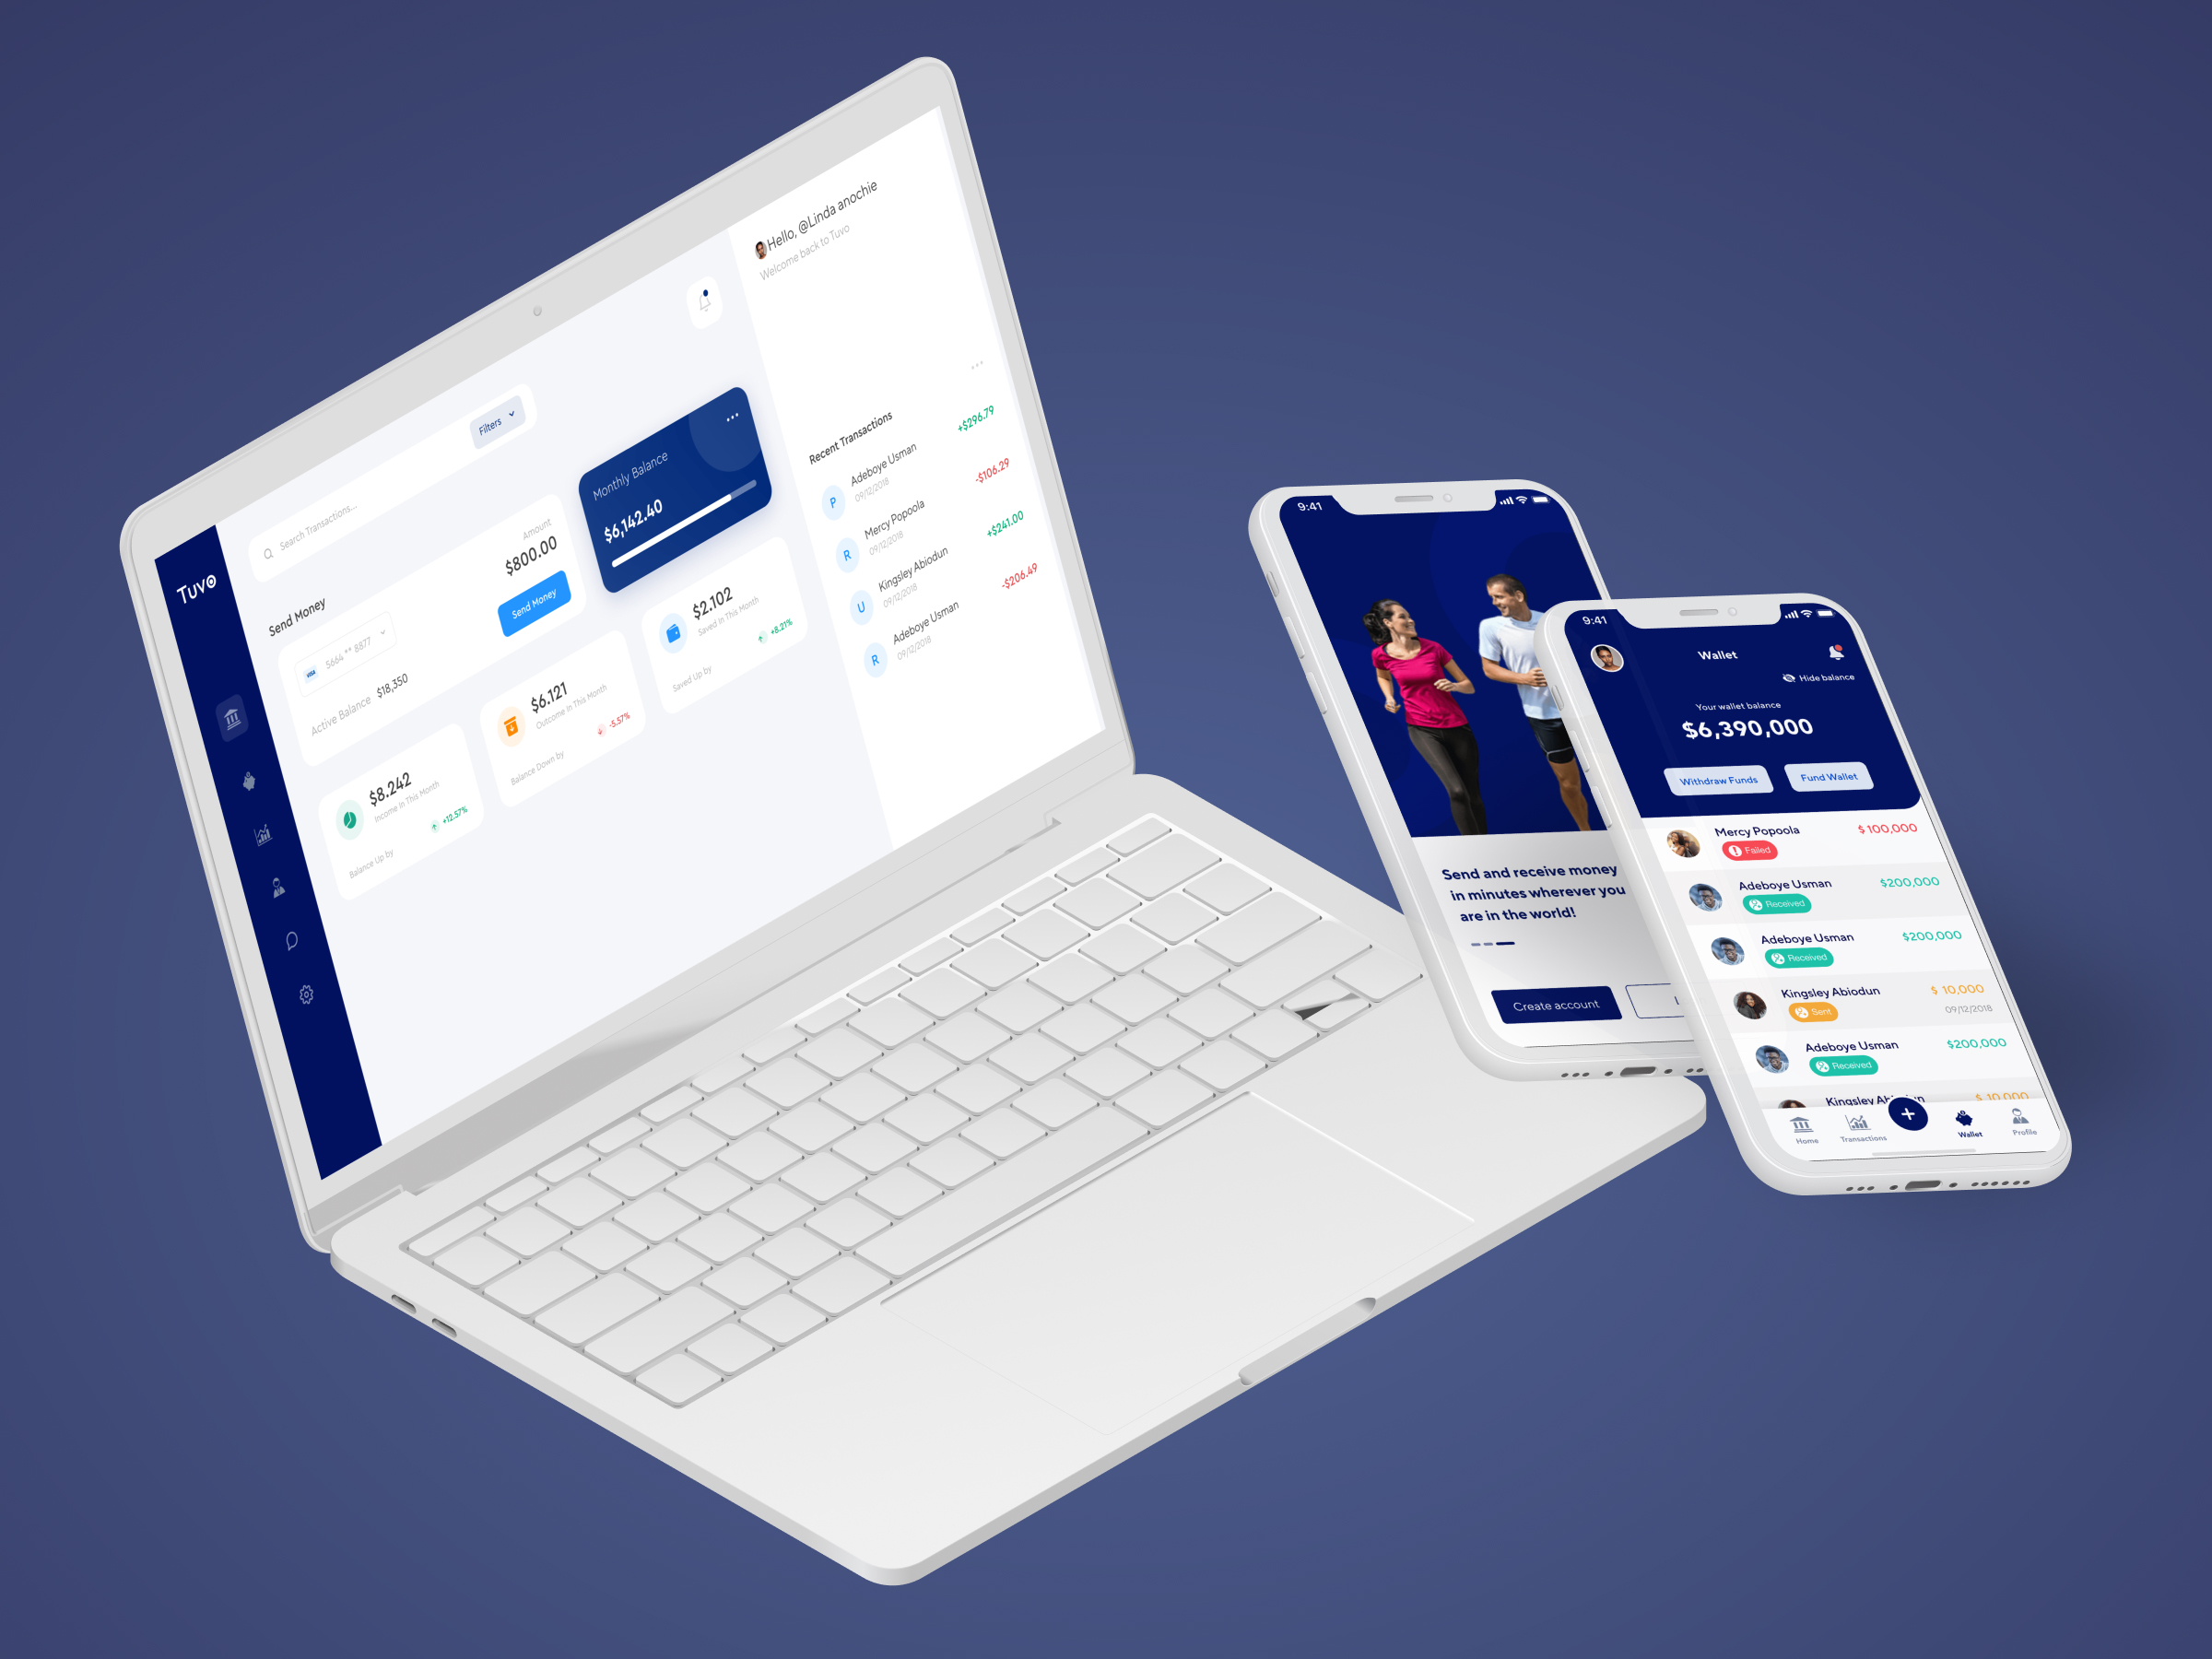 Tuvo
Search Transactions...
Filters
Send Money
5664 ** 8877
Amount
$800.00
Active Balance $18,350
Send Money
Monthly Balance
$6,142.40
$8.242
Income In This Month
Balance Up by
+12.57%
$6.121
Outcome In This Month
Balance Down by
-5.57%
$2.102
Saved In This Month
Saved Up by
+8.21%
Hello, @Linda anochie
Welcome back to Tuvo
Recent Transactions
P
Adeboye Usman
09/12/2018
+$296.79
R
Mercy Popoola
09/12/2018
-$106.29
U
Kingsley Abiodun
09/12/2018
+$241.00
R
Adeboye Usman
09/12/2018
-$206.49
9:41
Send and receive money
in minutes wherever you
are in the world!
Create account
9:41
Wallet
Hide balance
Your wallet balance
$6,390,000
Withdraw Funds
Fund Wallet
Mercy Popoola
$ 100,000
Failed
Adeboye Usman
$200,000
Received
Adeboye Usman
$200,000
Received
Kingsley Abiodun
$ 10,000
Sent
09/12/2018
Adeboye Usman
$200,000
Received
Kingsley
$ 10,000
Home
Transactions
Wallet
Profile